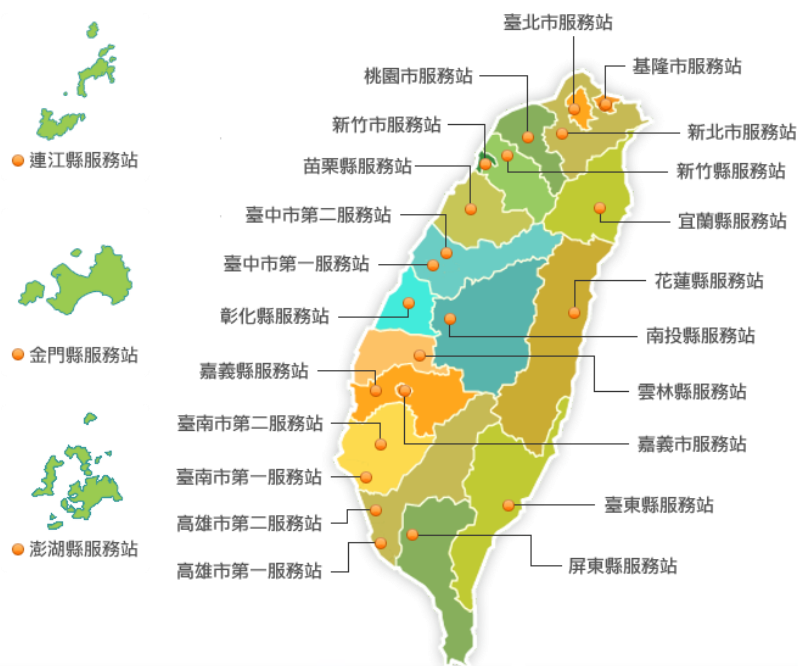 臺北市服務站
基隆市服務站
桃園市服務站
新竹市服務站
新北市服務站
連江縣服務站
苗栗縣服務站
新竹縣服務站
臺中市第二服務站
宜蘭縣服務站
臺中市第一服務站
花蓮縣服務站
彰化縣服務站
南投縣服務站
金門縣服務站
嘉義縣服務站
雲林縣服務站
臺南市第二服務站
嘉義市服務站
臺南市第一服務站
臺東縣服務站
高雄市第二服務站
澎湖縣服務站
高雄市第一服務站
屏東縣服務站